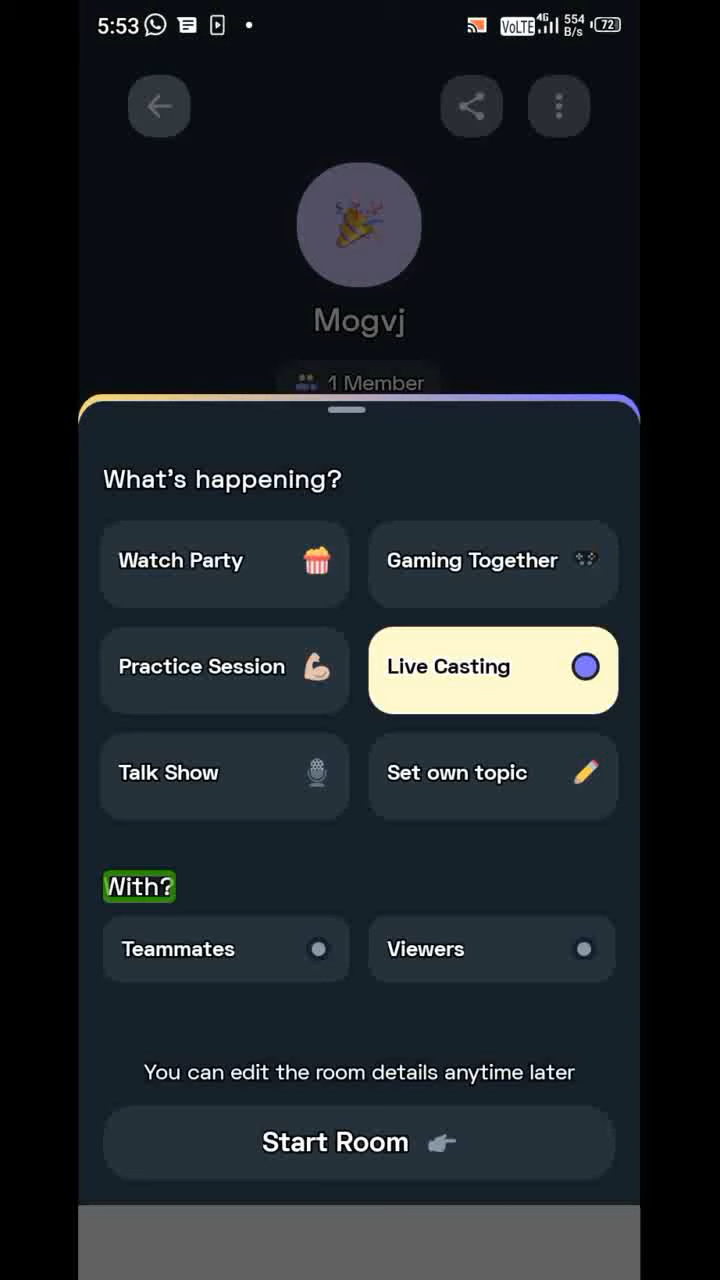 5:53
VoLTE 4G 554 B/s 72
Mogvj
1 Member
What's happening?
Watch Party
Gaming Together
Practice Session
Live Casting
Talk Show
Set own topic
With?
Teammates
Viewers
You can edit the room details anytime later
Start Room